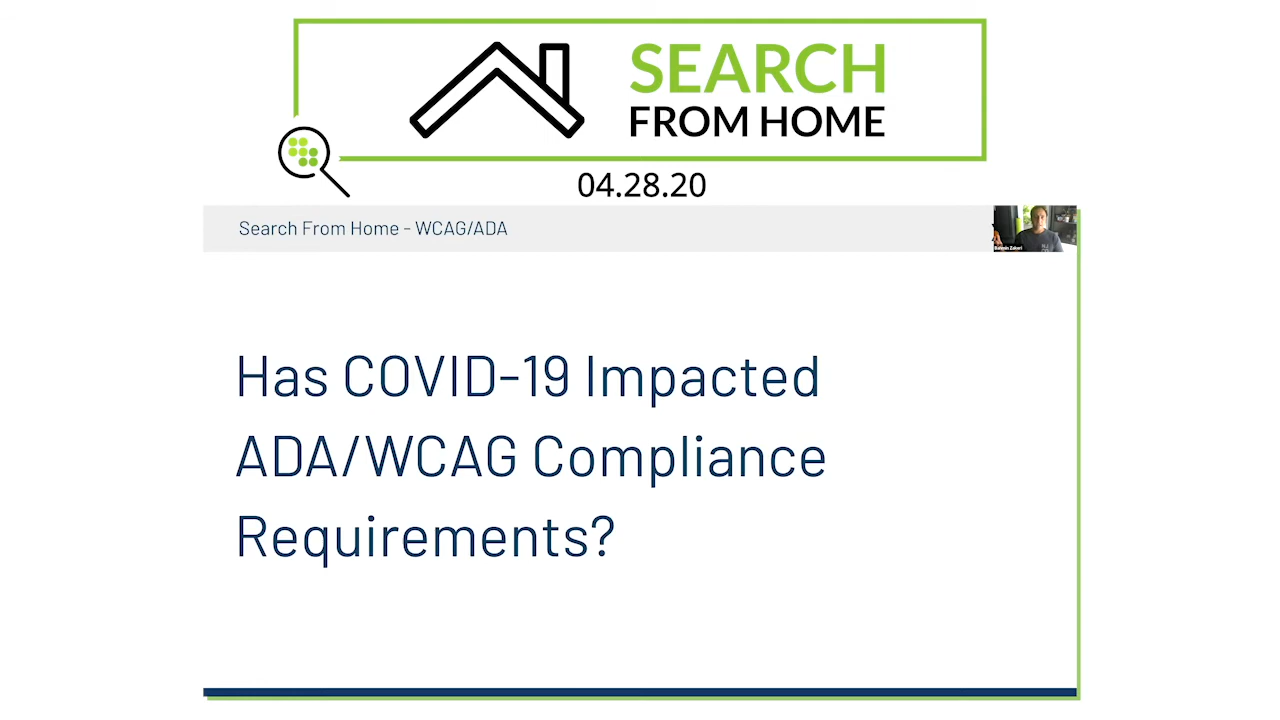 SEARCH
FROM HOME
04.28.20
Search From Home - WCAG/ADA
Has COVID-19 Impacted
ADA/WCAG Compliance
Requirements?